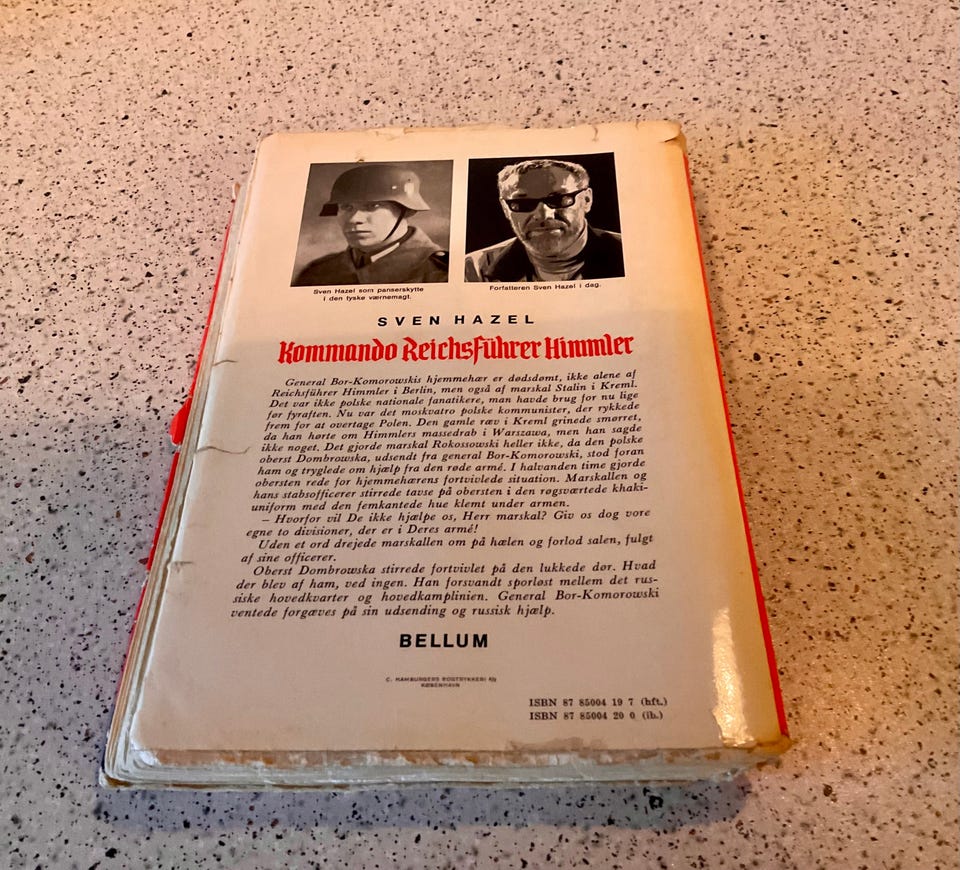 Sven Hazel som panserskytte
i den tyske værnemagt.
Forfatteren Sven Hazel i dag.
SVEN HAZEL
Kommando Reichsführer Himmler
General Bor-Komorowskis hjemmehær er dødsdømt, ikke alene af
Reichsführer Himmler i Berlin, men også af marskal Stalin i Kreml.
Det var ikke polske nationale fanatikere, man havde brug for nu lige
før fyraften. Nu var det moskvatro polske kommunister, der rykkede
frem for at overtage Polen. Den gamle ræv i Kreml grinede smørret,
da han hørte om Himmlers massedrab i Warszawa, men han sagde
ikke noget. Det gjorde marskal Rokossowski heller ikke, da den polske
oberst Dombrowska, udsendt fra general Bor-Komorowski, stod foran
ham og tryglede om hjælp fra den røde armé. I halvanden time gjorde
obersten rede for hjemmehærens fortvivlede situation. Marskallen og
hans stabsofficerer stirrede tavse på obersten i den røgsværtede khaki-
uniform med den femkantede hue klemt under armen.
– Hvorfor vil De ikke hjælpe os, Herr marskal? Giv os dog vore
egne to divisioner, der er i Deres armé!
Uden et ord drejede marskallen om på hælen og forlod salen, fulgt
af sine officerer.
Oberst Dombrowska stirrede fortvivlet på den lukkede dør. Hvad
der blev af ham, ved ingen. Han forsvandt sporløst mellem det rus-
siske hovedkvarter og hovedkamplinien. General Bor-Komorowski
ventede forgæves på sin udsending og russisk hjælp.
BELLUM
C. HAMBURGERS BOGTRYKKERI A/S
KØBENHAVN
ISBN 87 85004 19 7 (hft.)
ISBN 87 85004 20 0 (ib.)